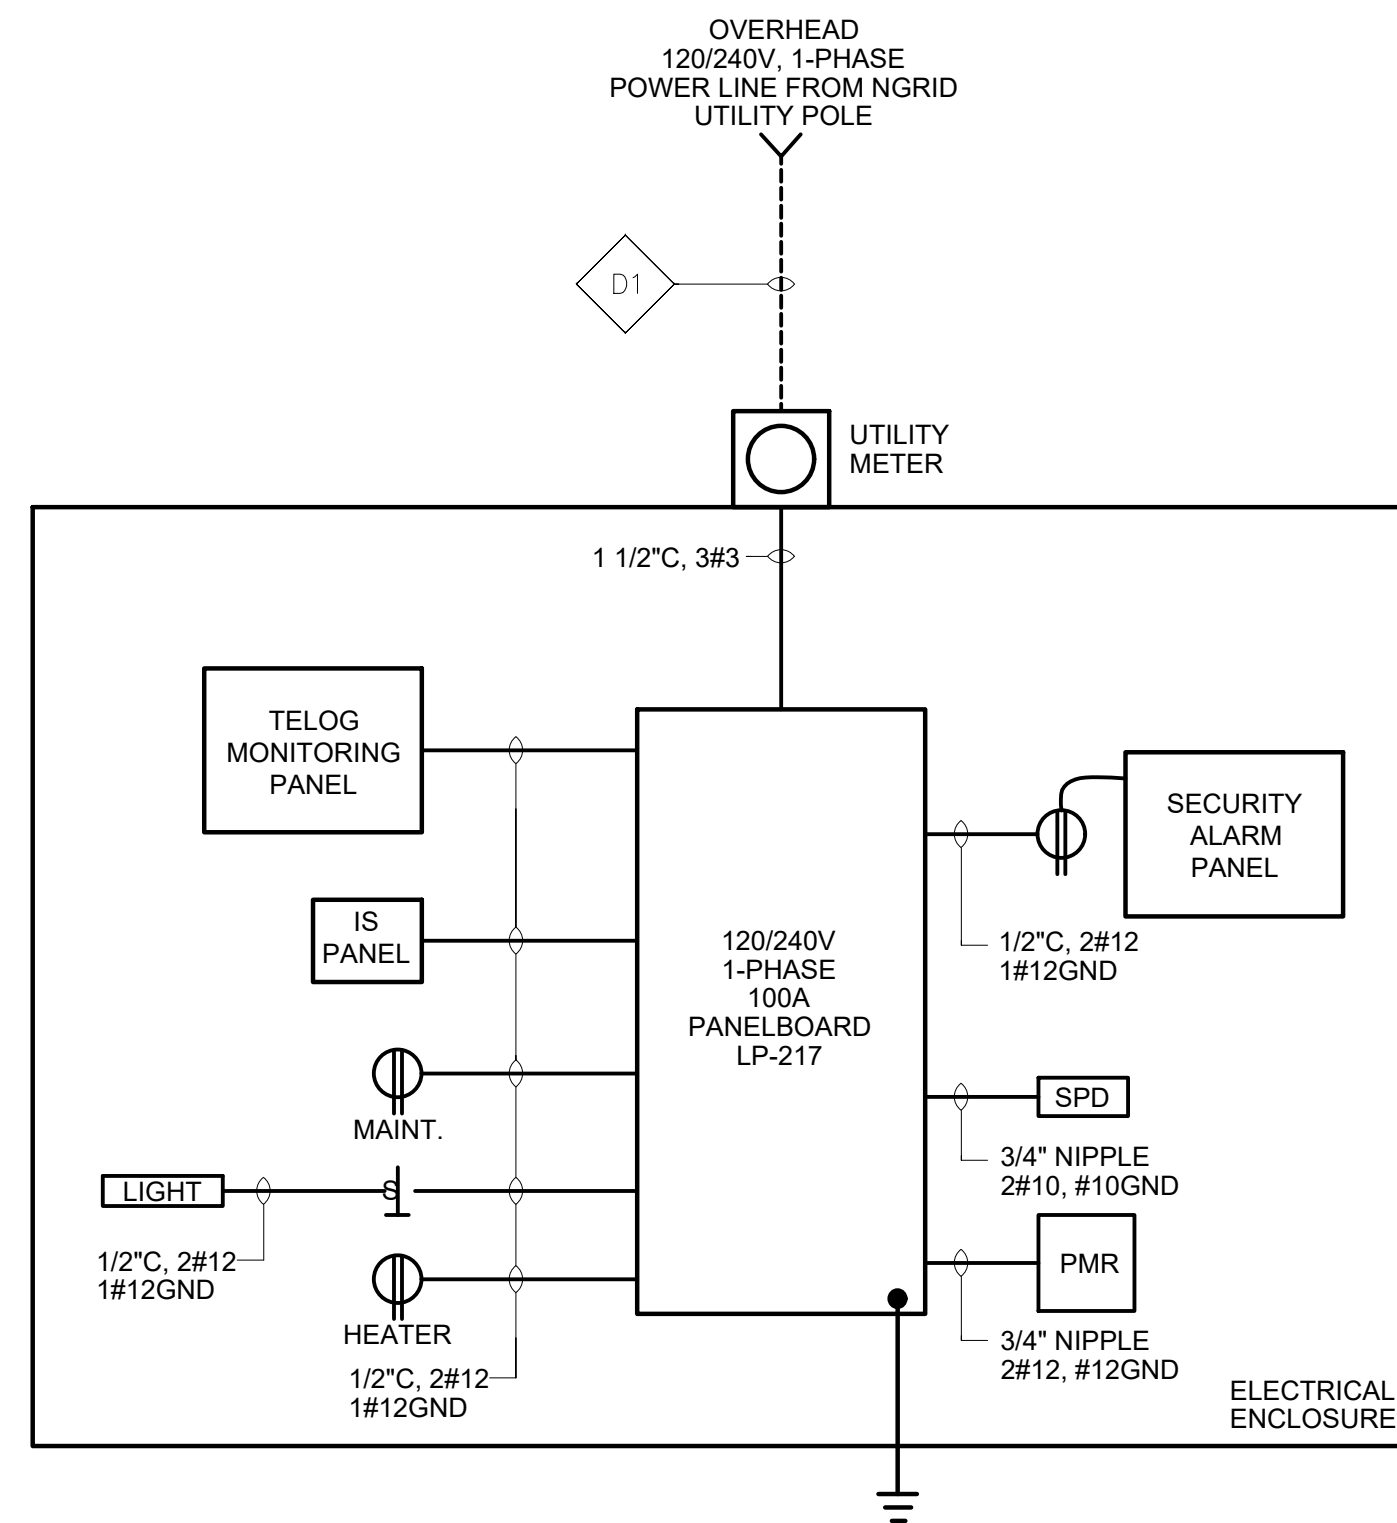 OVERHEAD
120/240V, 1-PHASE
POWER LINE FROM NGRID
UTILITY POLE
D1
UTILITY
METER
1 1/2"C, 3#3
TELOG
MONITORING
PANEL
SECURITY
ALARM
PANEL
IS
PANEL
120/240V
1-PHASE
100A
PANELBOARD
LP-217
1/2"C, 2#12
1#12GND
MAINT.
SPD
3/4" NIPPLE
2#10, #10GND
LIGHT
S
1/2"C, 2#12
1#12GND
PMR
HEATER
3/4" NIPPLE
2#12, #12GND
1/2"C, 2#12
1#12GND
ELECTRICAL
ENCLOSURE